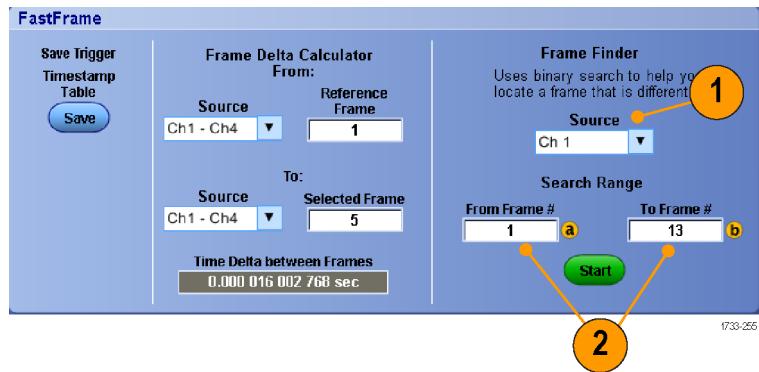 FastFrame
Save Trigger
Timestamp
Table
Save
Frame Delta Calculator
From:
Source
Reference
Frame
Ch1 - Ch4
1
To:
Source
Selected Frame
Ch1 - Ch4
5
Time Delta between Frames
0.000 016 002 768 sec
Frame Finder
Uses binary search to help
locate a frame that is different
1
Source
Ch 1
Search Range
From Frame #
To Frame #
1
a
13
b
Start
2
1733-255